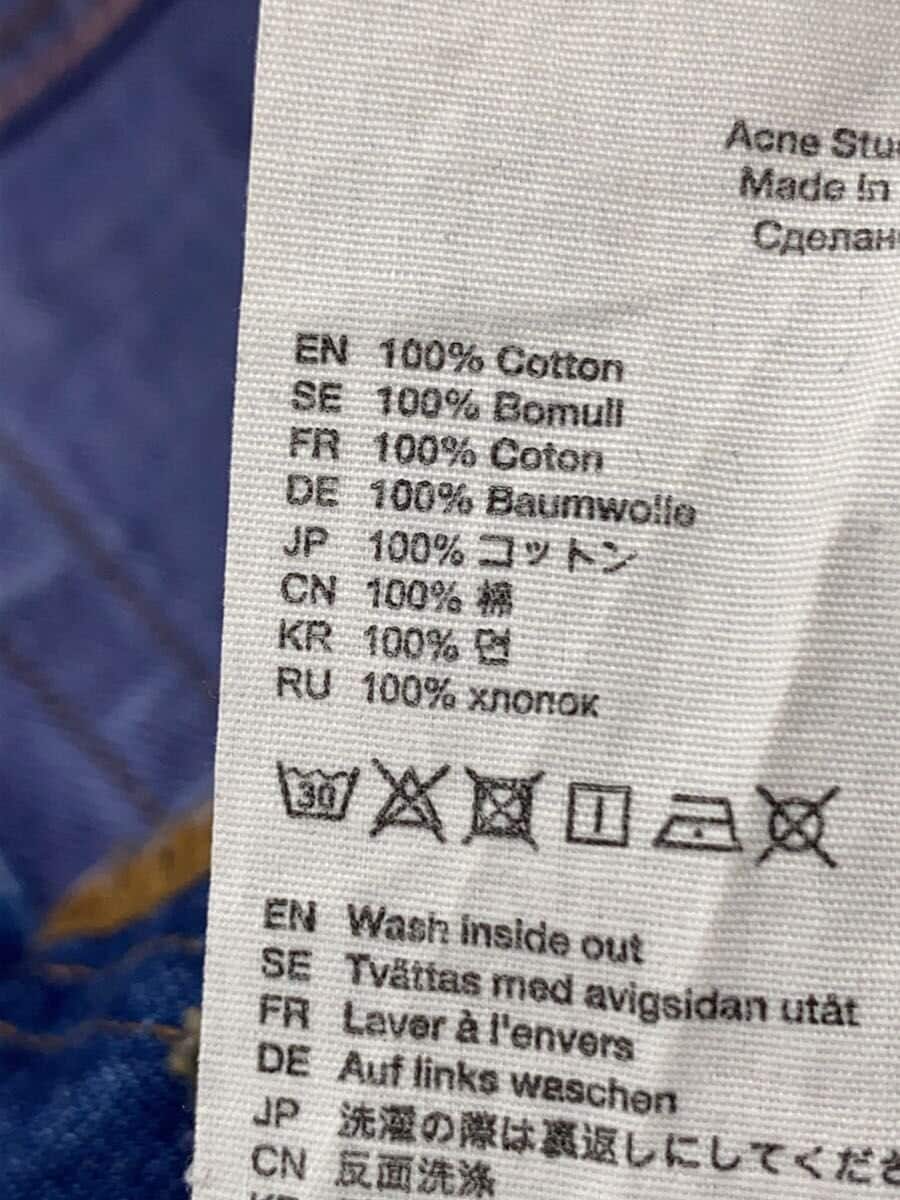 Acne Stu
Made in
Сделан
EN 100% Cotton
SE 100% Bomull
FR 100% Coton
DE 100% Baumwolle
JP 100% コットン
CN 100% 棉
KR 100% 면
RU 100% хлопок
30
EN Wash inside out
SE Tvättas med avigsidan utåt
FR Laver à l'envers
DE Auf links waschen
JP 洗濯の際は裏返しにしてくださ
CN 反面洗涤
KR